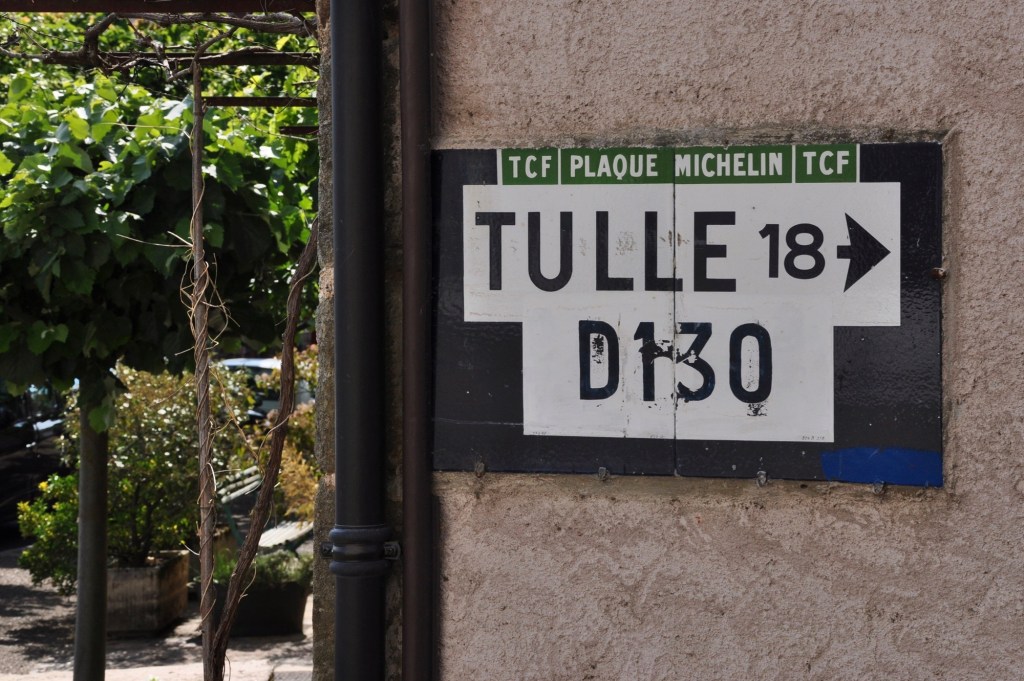 TCF PLAQUE MICHELIN TCF
TULLE 18
D130